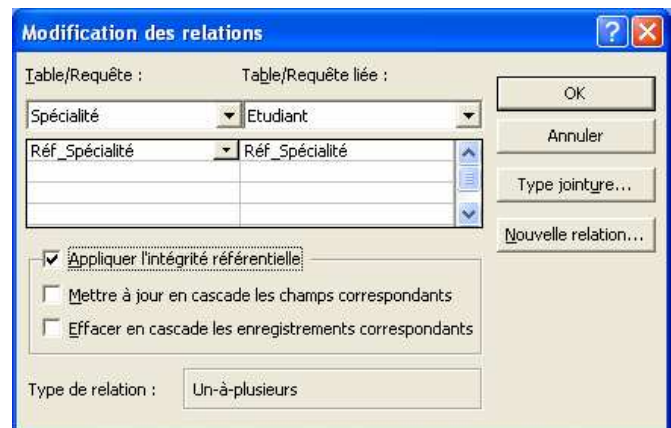 Modification des relations
Table/Requête : Table/Requête liée :
OK
Spécialité Etudiant
Annuler
Réf_Spécialité Réf_Spécialité
Type jointure...
Nouvelle relation...
Appliquer l'intégrité référentielle
Mettre à jour en cascade les champs correspondants
Effacer en cascade les enregistrements correspondants
Type de relation : Un-à-plusieurs